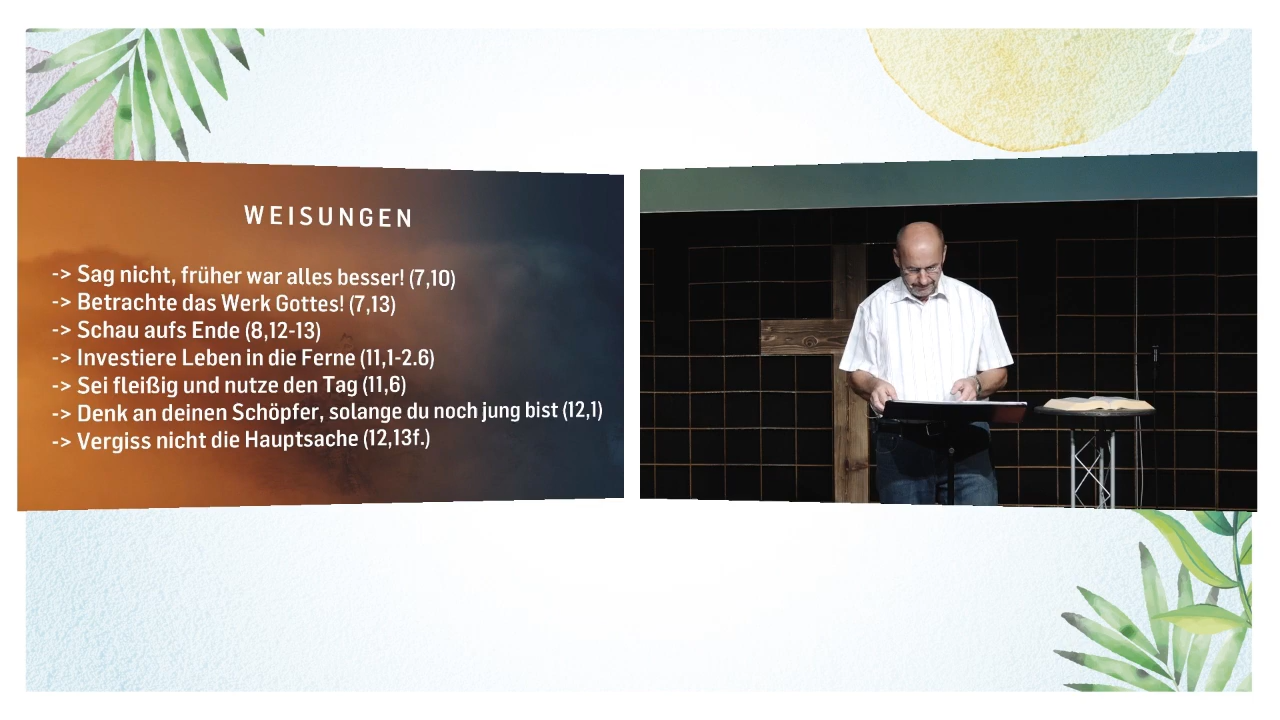 WEISUNGEN
-> Sag nicht, früher war alles besser! (7,10)
-> Betrachte das Werk Gottes! (7,13)
-> Schau aufs Ende (8,12-13)
-> Investiere Leben in die Ferne (11,1-2.6)
-> Sei fleißig und nutze den Tag (11,6)
-> Denk an deinen Schöpfer, solange du noch jung bist (12,1)
-> Vergiss nicht die Hauptsache (12,13f.)